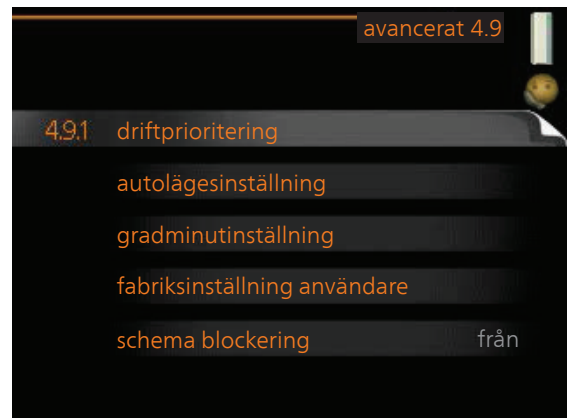 avancerat 4.9
4.9.1 driftprioritering
autolägesinställning
gradminutinställning
fabriksinställning användare
schema blockering från